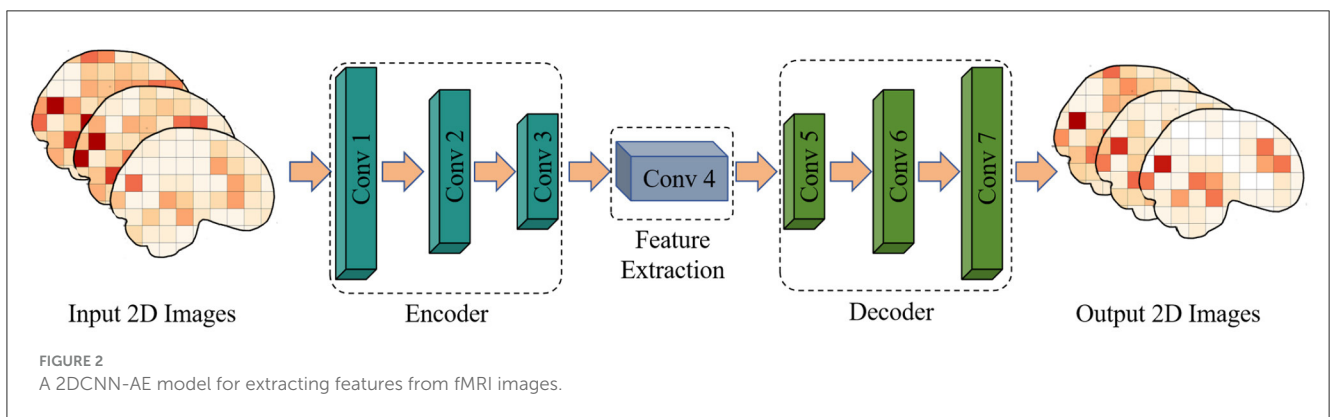 Conv 1
Conv 2
Conv 3
Conv 4
Conv 5
Conv 6
Conv 7
Feature
Extraction
Input 2D Images
Encoder
Decoder
Output 2D Images
FIGURE 2
A 2DCNN-AE model for extracting features from fMRI images.